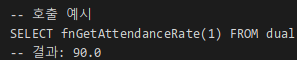 -- 호출 예시
SELECT fnGetAttendanceRate(1) FROM dual
-- 결과: 90.0